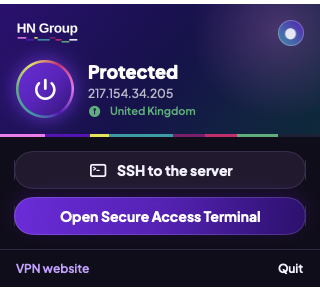 HN Group
Protected
217.154.34.205
United Kingdom
SSH to the server
Open Secure Access Terminal
VPN website
Quit